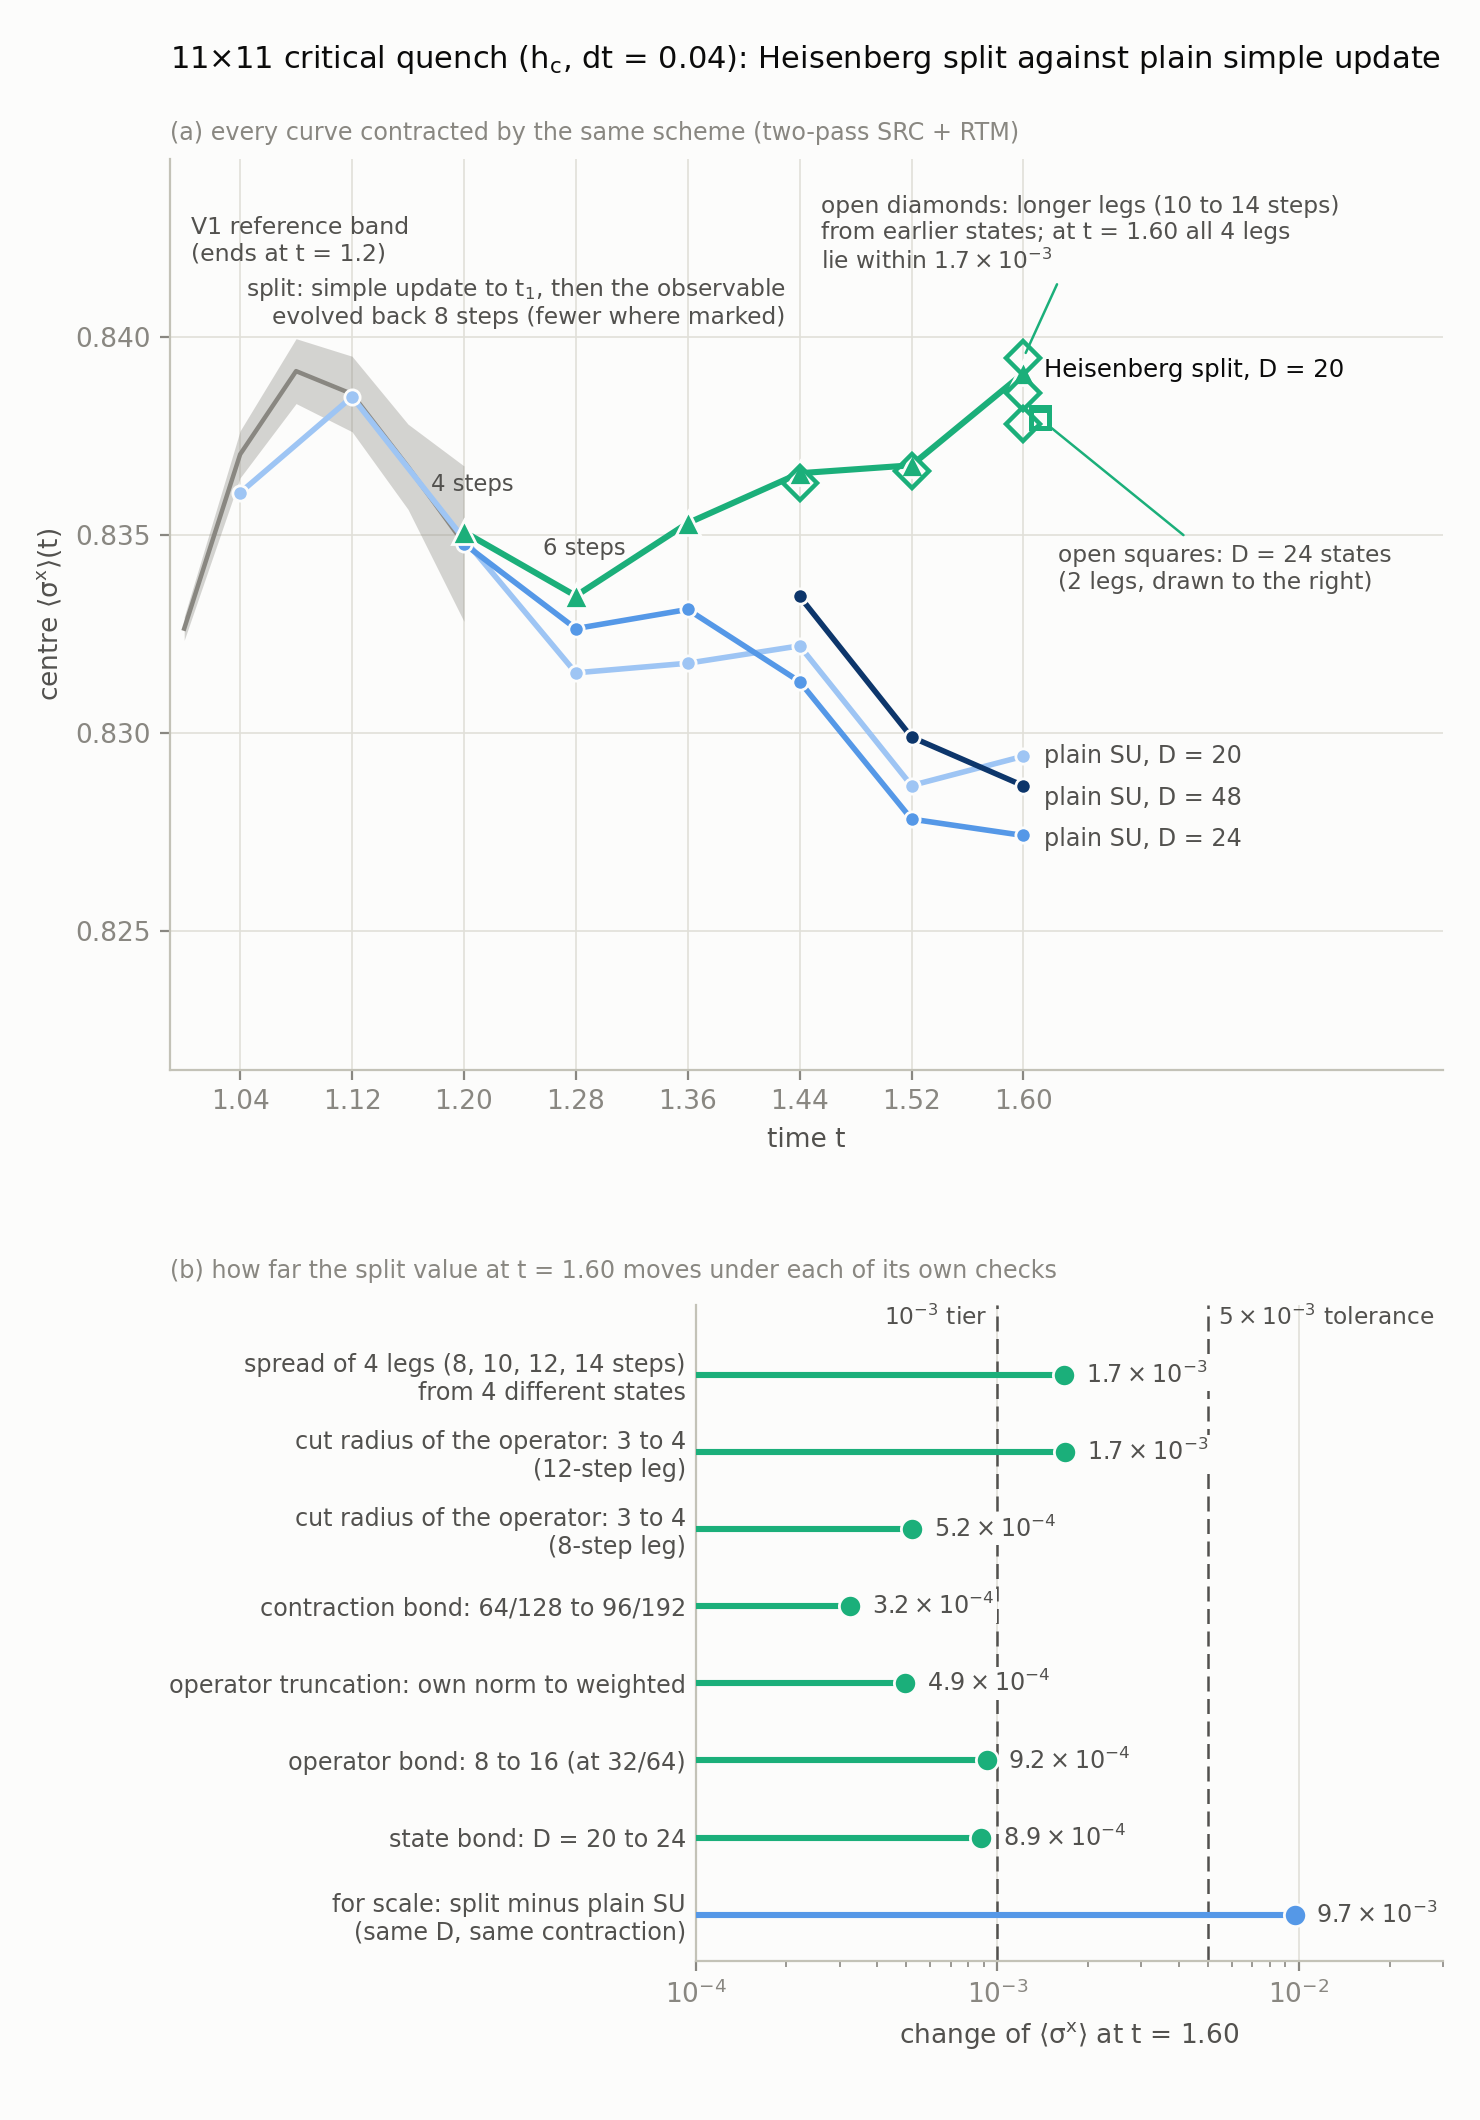 11×11 critical quench (h_c, dt = 0.04): Heisenberg split against plain simple update
(a) every curve contracted by the same scheme (two-pass SRC + RTM)
V1 reference band
(ends at t = 1.2)
open diamonds: longer legs (10 to 14 steps)
from earlier states; at t = 1.60 all 4 legs
lie within 1.7 × 10⁻³
split: simple update to t₁, then the observable
evolved back 8 steps (fewer where marked)
Heisenberg split, D = 20
4 steps
6 steps
open squares: D = 24 states
(2 legs, drawn to the right)
plain SU, D = 20
plain SU, D = 48
plain SU, D = 24
0.840
0.835
0.830
0.825
centre ⟨σˣ⟩(t)
1.04 1.12 1.20 1.28 1.36 1.44 1.52 1.60
time t
(b) how far the split value at t = 1.60 moves under each of its own checks
10⁻³ tier
5 × 10⁻³ tolerance
spread of 4 legs (8, 10, 12, 14 steps)
from 4 different states
1.7 × 10⁻³
cut radius of the operator: 3 to 4
(12-step leg)
1.7 × 10⁻³
cut radius of the operator: 3 to 4
(8-step leg)
5.2 × 10⁻⁴
contraction bond: 64/128 to 96/192
3.2 × 10⁻⁴
operator truncation: own norm to weighted
4.9 × 10⁻⁴
operator bond: 8 to 16 (at 32/64)
9.2 × 10⁻⁴
state bond: D = 20 to 24
8.9 × 10⁻⁴
for scale: split minus plain SU
(same D, same contraction)
9.7 × 10⁻³
10⁻⁴ 10⁻³ 10⁻²
change of ⟨σˣ⟩ at t = 1.60